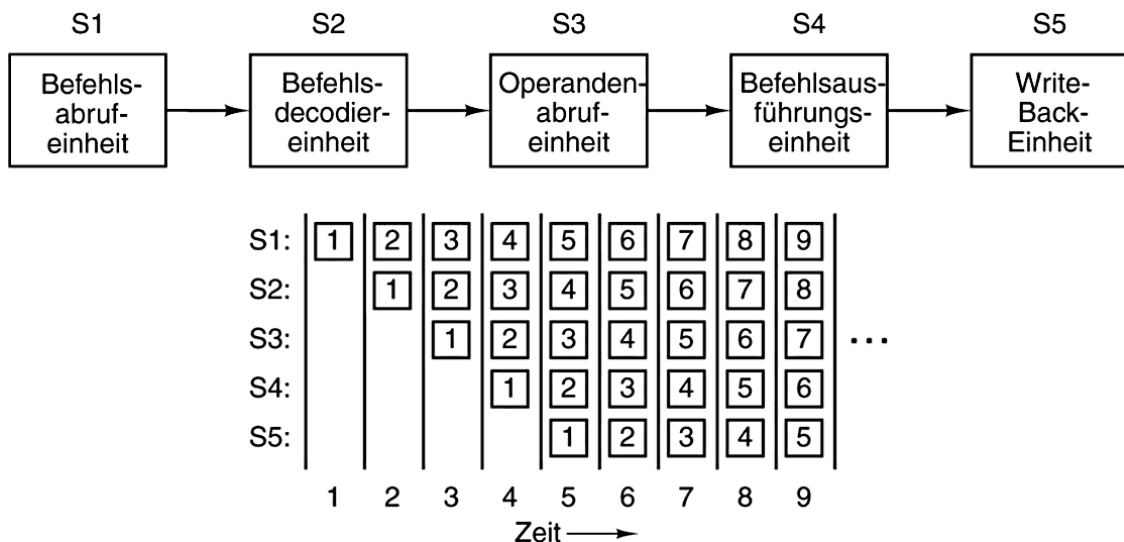 S1 S2 S3 S4 S5
Befehls-
abruf-
einheit
Befehls-
decodier-
einheit
Operanden-
abruf-
einheit
Befehlsaus-
führungs-
einheit
Write-
Back-
Einheit
S1: 1 2 3 4 5 6 7 8 9
S2: 1 2 3 4 5 6 7 8
S3: 1 2 3 4 5 6 7 ...
S4: 1 2 3 4 5 6
S5: 1 2 3 4 5
1 2 3 4 5 6 7 8 9
Zeit